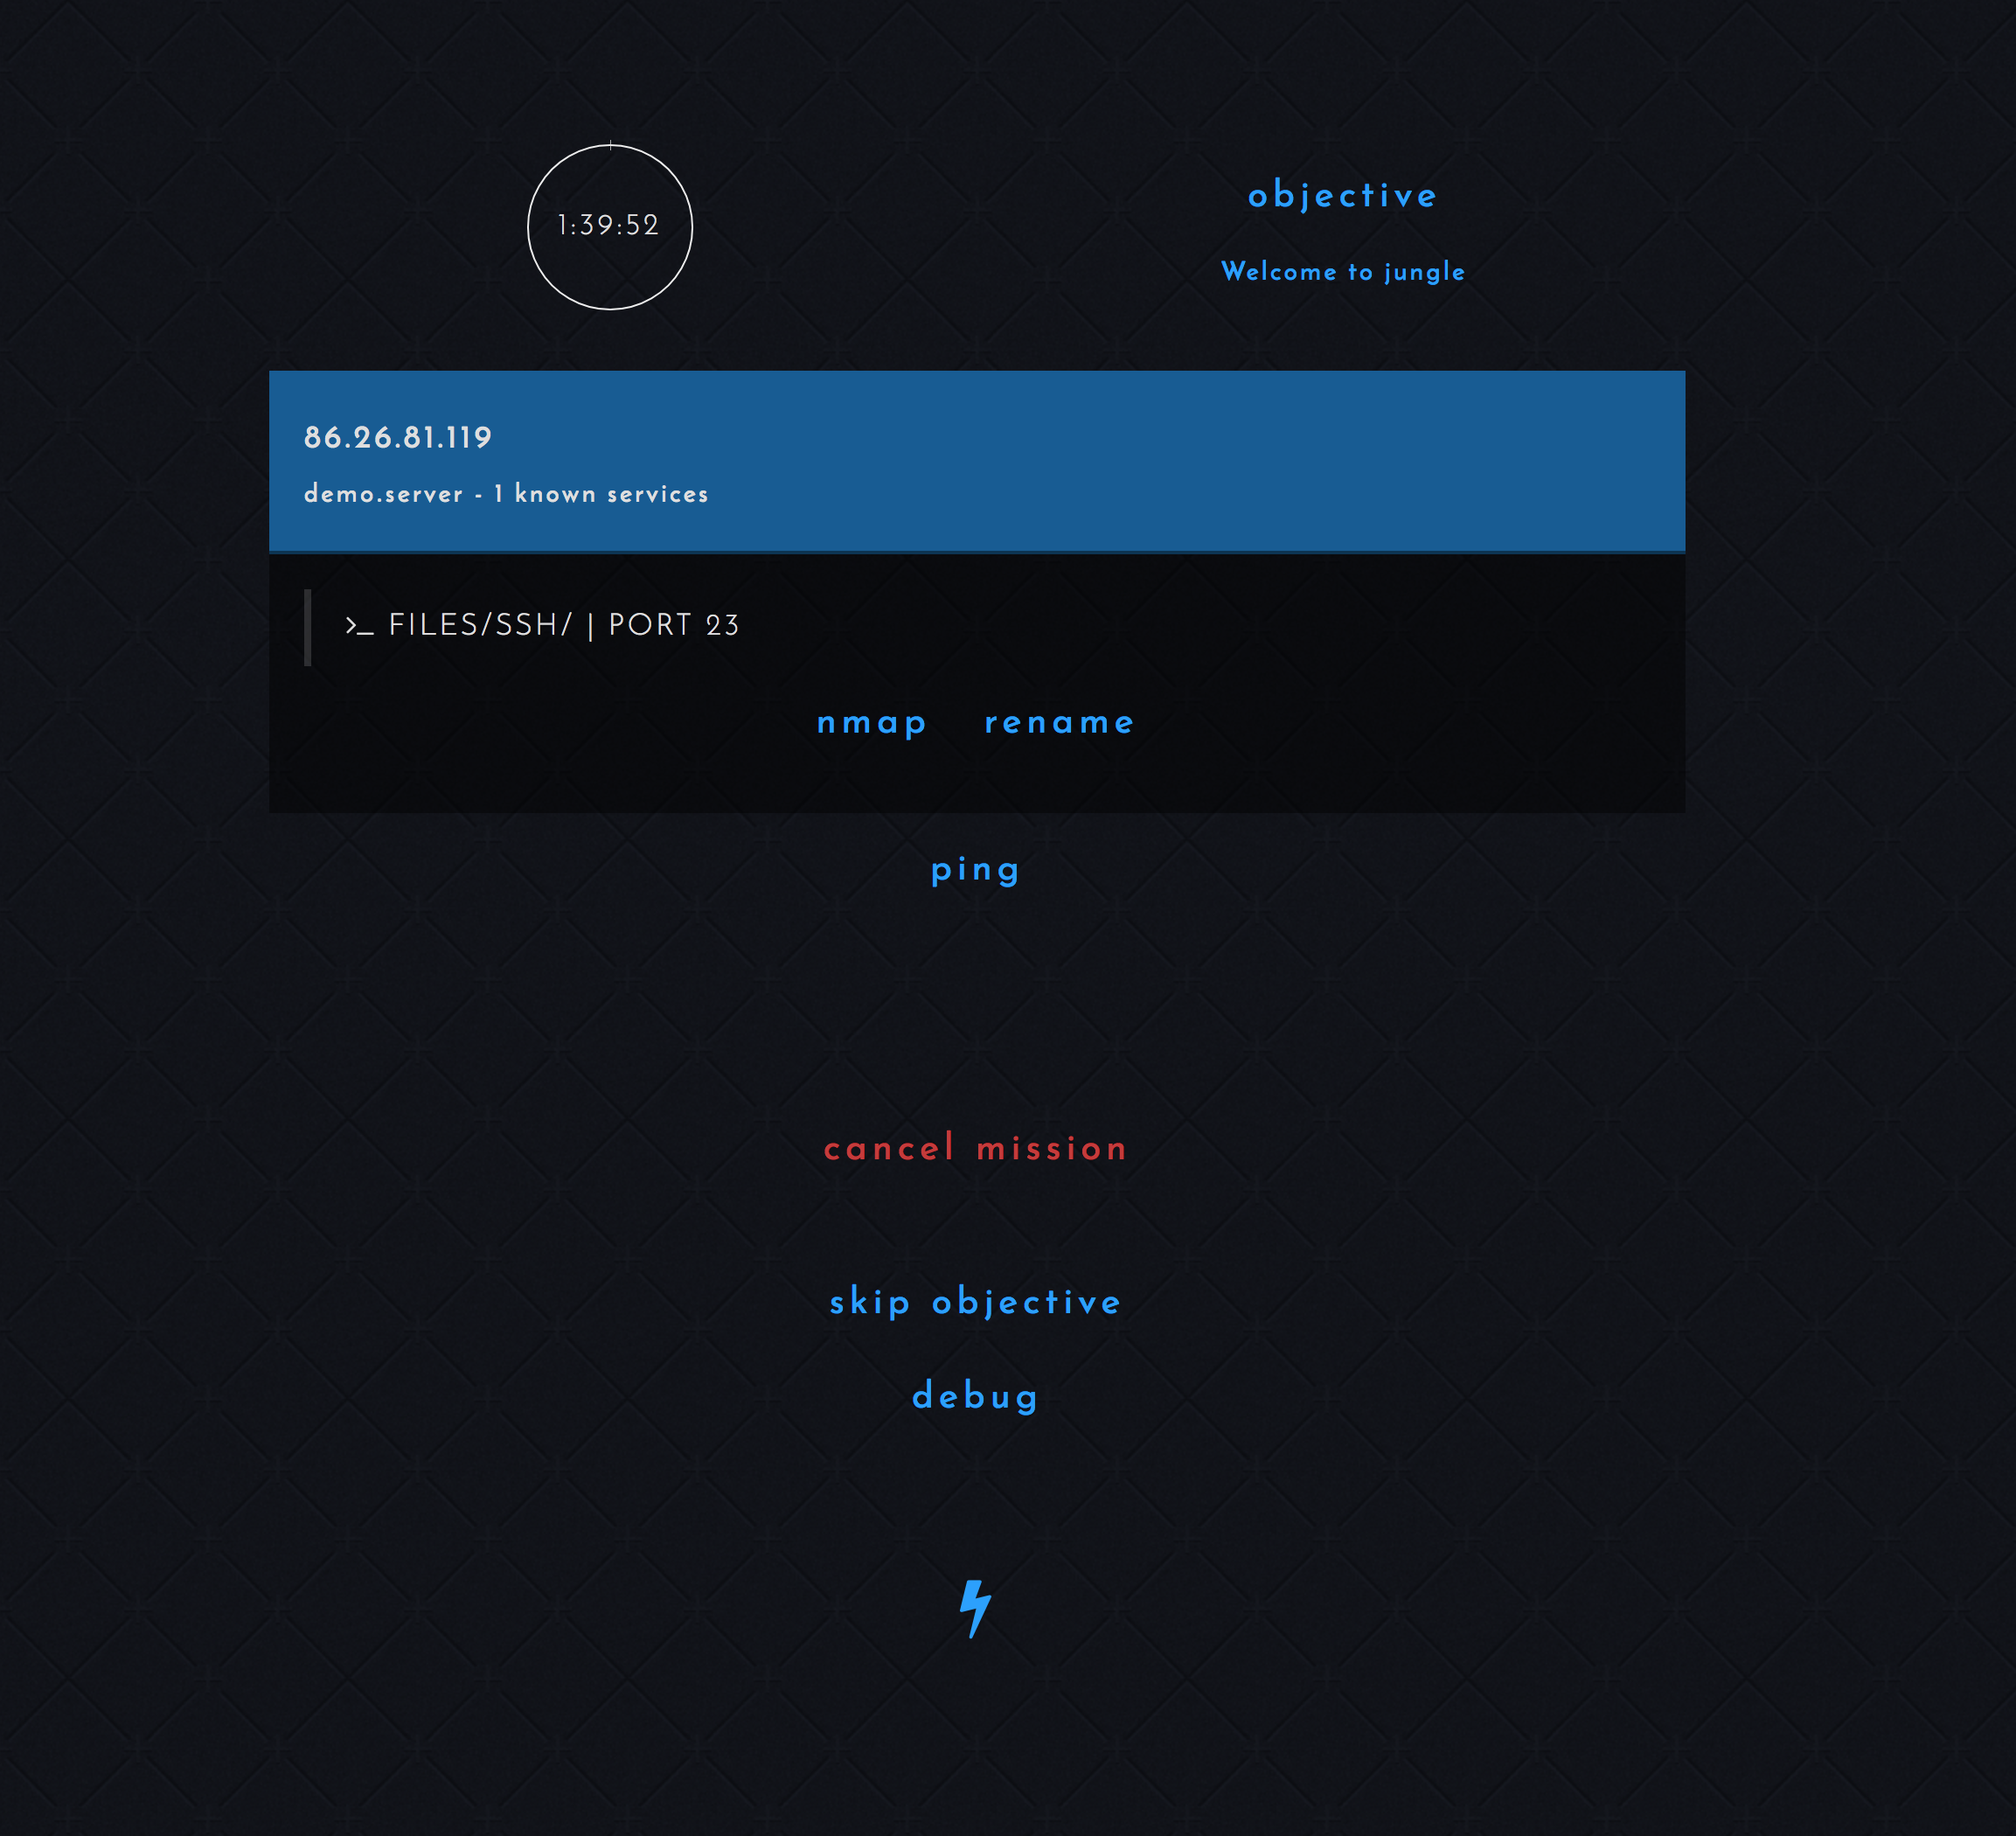 1:39:52
objective
Welcome to jungle
86.26.81.119
demo.server - 1 known services
>_ FILES/SSH/ | PORT 23
nmap rename
ping
cancel mission
skip objective
debug